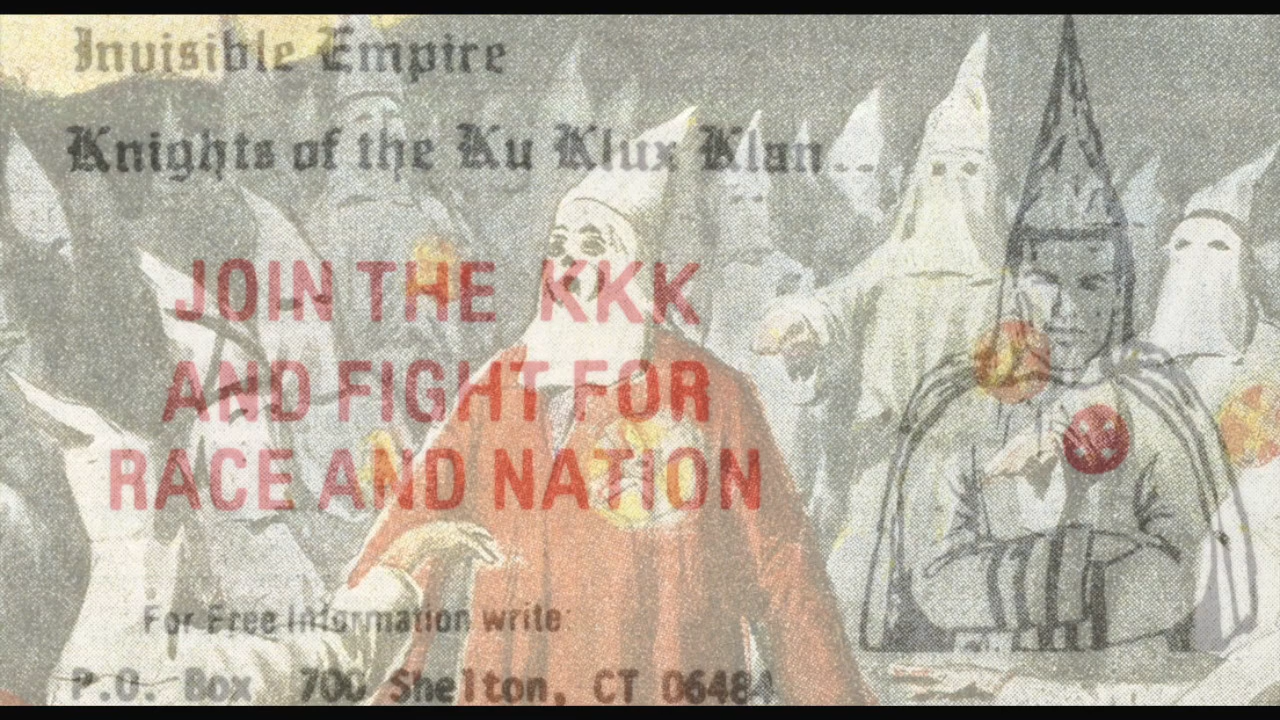 Invisible Empire
Knights of the Ku Klux Klan..
JOIN THE KKK
AND FIGHT FOR
RACE AND NATION
For Free Information write:
P.O. Box 700 Shelton, CT 06484